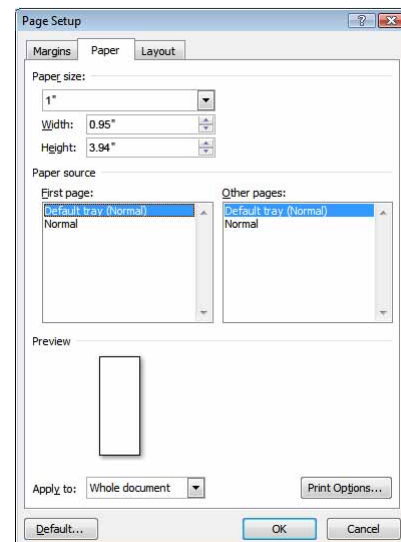 Page Setup
Margins Paper Layout
Paper size:
1"
Width: 0.95"
Height: 3.94"
Paper source
First page: Other pages:
Default tray (Normal) Default tray (Normal)
Normal Normal
Preview
Apply to: Whole document Print Options...
Default... OK Cancel